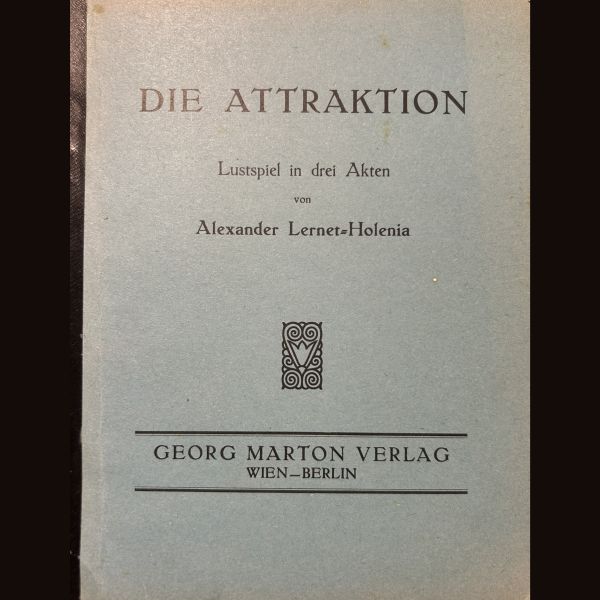 DIE ATTRAKTION
Lustspiel in drei Akten
von
Alexander Lernet=Holenia
GEORG MARTON VERLAG
WIEN—BERLIN